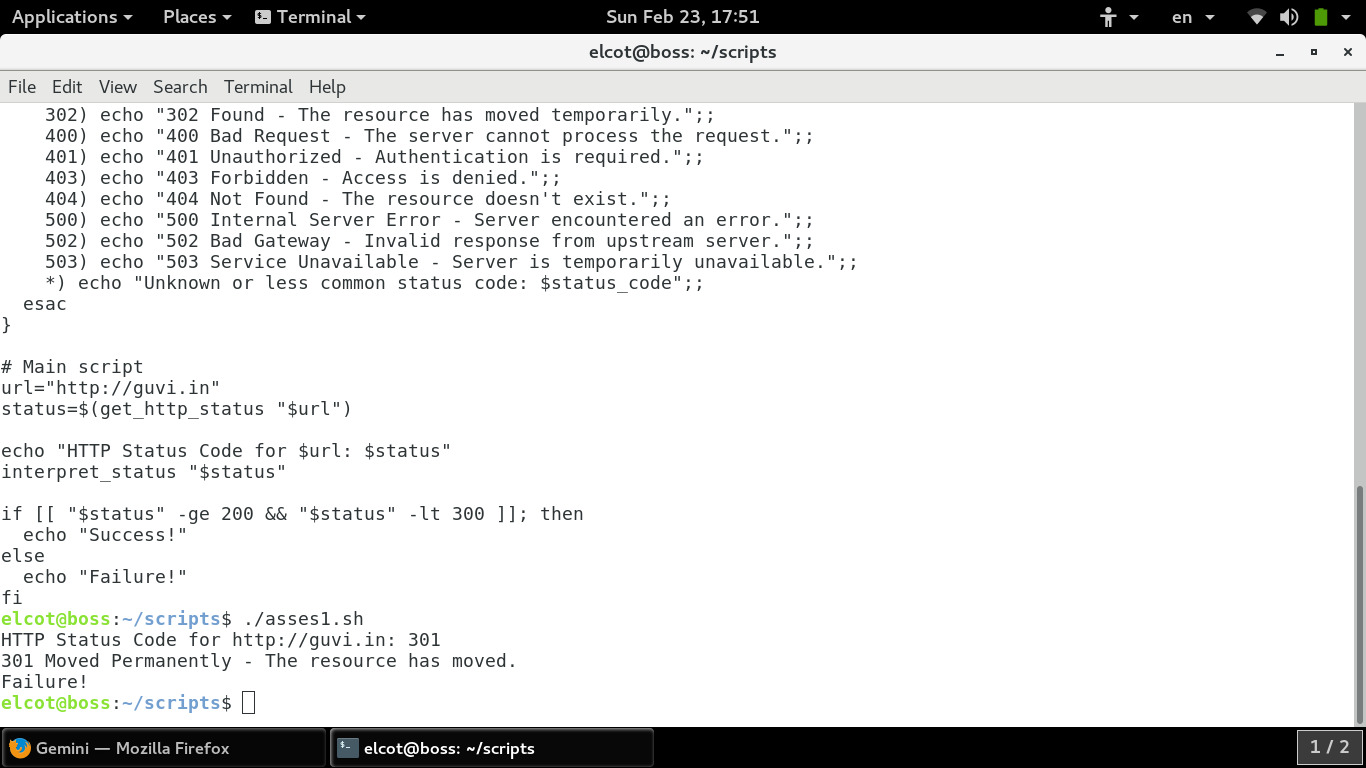 Applications Places Terminal Sun Feb 23, 17:51 en
elcot@boss: ~/scripts
File Edit View Search Terminal Help
    302) echo "302 Found - The resource has moved temporarily.";;
    400) echo "400 Bad Request - The server cannot process the request.";;
    401) echo "401 Unauthorized - Authentication is required.";;
    403) echo "403 Forbidden - Access is denied.";;
    404) echo "404 Not Found - The resource doesn't exist.";;
    500) echo "500 Internal Server Error - Server encountered an error.";;
    502) echo "502 Bad Gateway - Invalid response from upstream server.";;
    503) echo "503 Service Unavailable - Server is temporarily unavailable.";;
    *) echo "Unknown or less common status code: $status_code";;
  esac
}

# Main script
url="http://guvi.in"
status=$(get_http_status "$url")

echo "HTTP Status Code for $url: $status"
interpret_status "$status"

if [[ "$status" -ge 200 && "$status" -lt 300 ]]; then
  echo "Success!"
else
  echo "Failure!"
fi
elcot@boss:~/scripts$ ./asses1.sh
HTTP Status Code for http://guvi.in: 301
301 Moved Permanently - The resource has moved.
Failure!
elcot@boss:~/scripts$
Gemini — Mozilla Firefox elcot@boss: ~/scripts 1 / 2